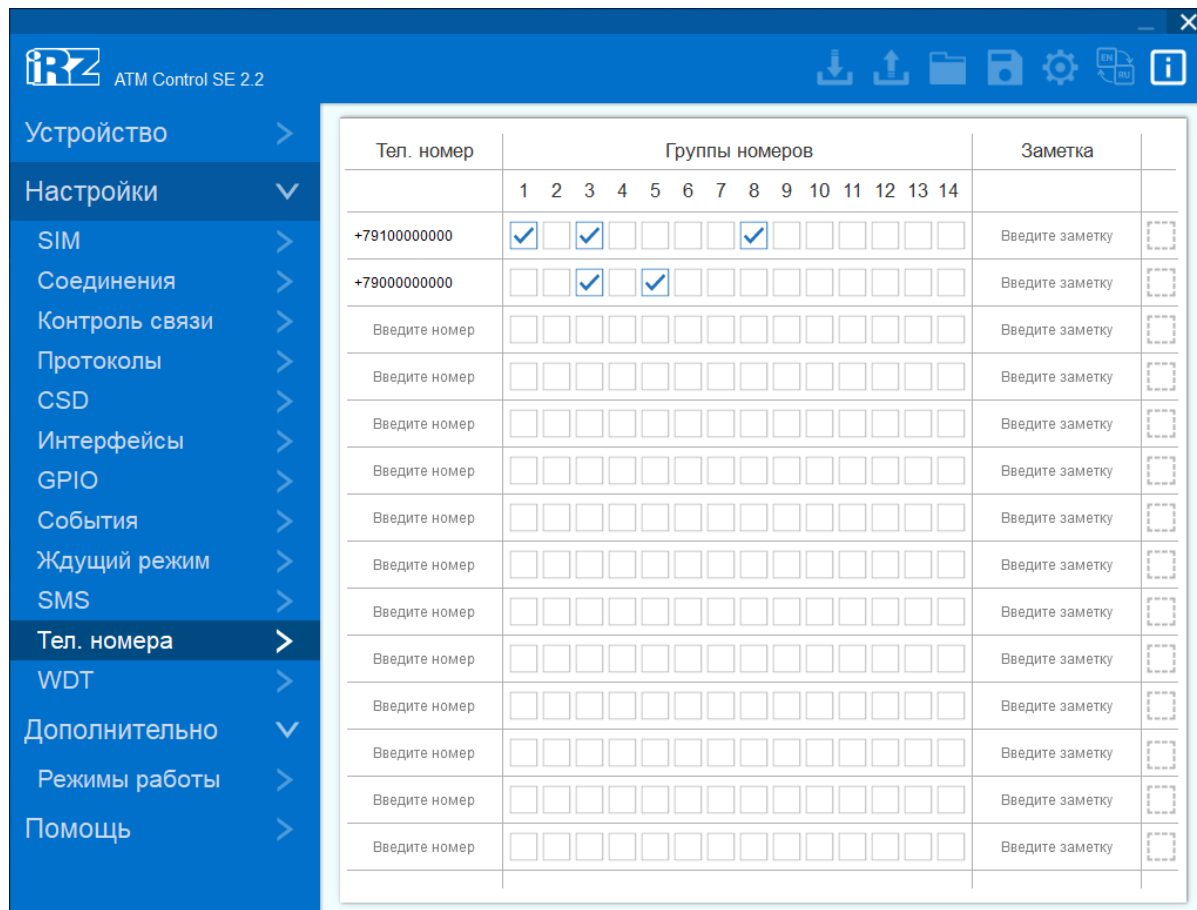 iRZ ATM Control SE 2.2
EN
RU
Устройство
Настройки
SIM
Соединения
Контроль связи
Протоколы
CSD
Интерфейсы
GPIO
События
Ждущий режим
SMS
Тел. номера
WDT
Дополнительно
Режимы работы
Помощь
Тел. номер Группы номеров Заметка
1 2 3 4 5 6 7 8 9 10 11 12 13 14
+79100000000 Введите заметку
+79000000000 Введите заметку
Введите номер Введите заметку
Введите номер Введите заметку
Введите номер Введите заметку
Введите номер Введите заметку
Введите номер Введите заметку
Введите номер Введите заметку
Введите номер Введите заметку
Введите номер Введите заметку
Введите номер Введите заметку
Введите номер Введите заметку
Введите номер Введите заметку
Введите номер Введите заметку